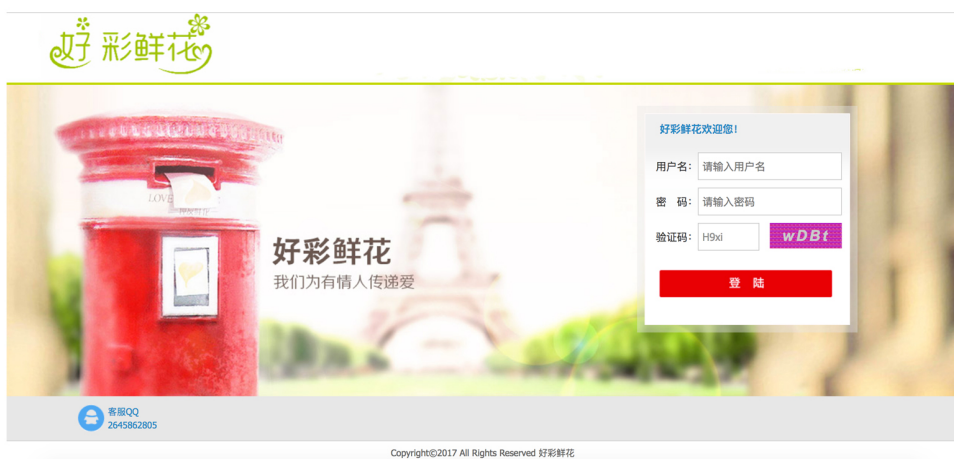 好彩鲜花
好彩鲜花欢迎您！
用户名： 请输入用户名
密 码： 请输入密码
验证码： H9xi wDBt
登 陆
LOVE
好彩鲜花
我们为有情人传递爱
客服QQ
2645862805
Copyright©2017 All Rights Reserved 好彩鲜花